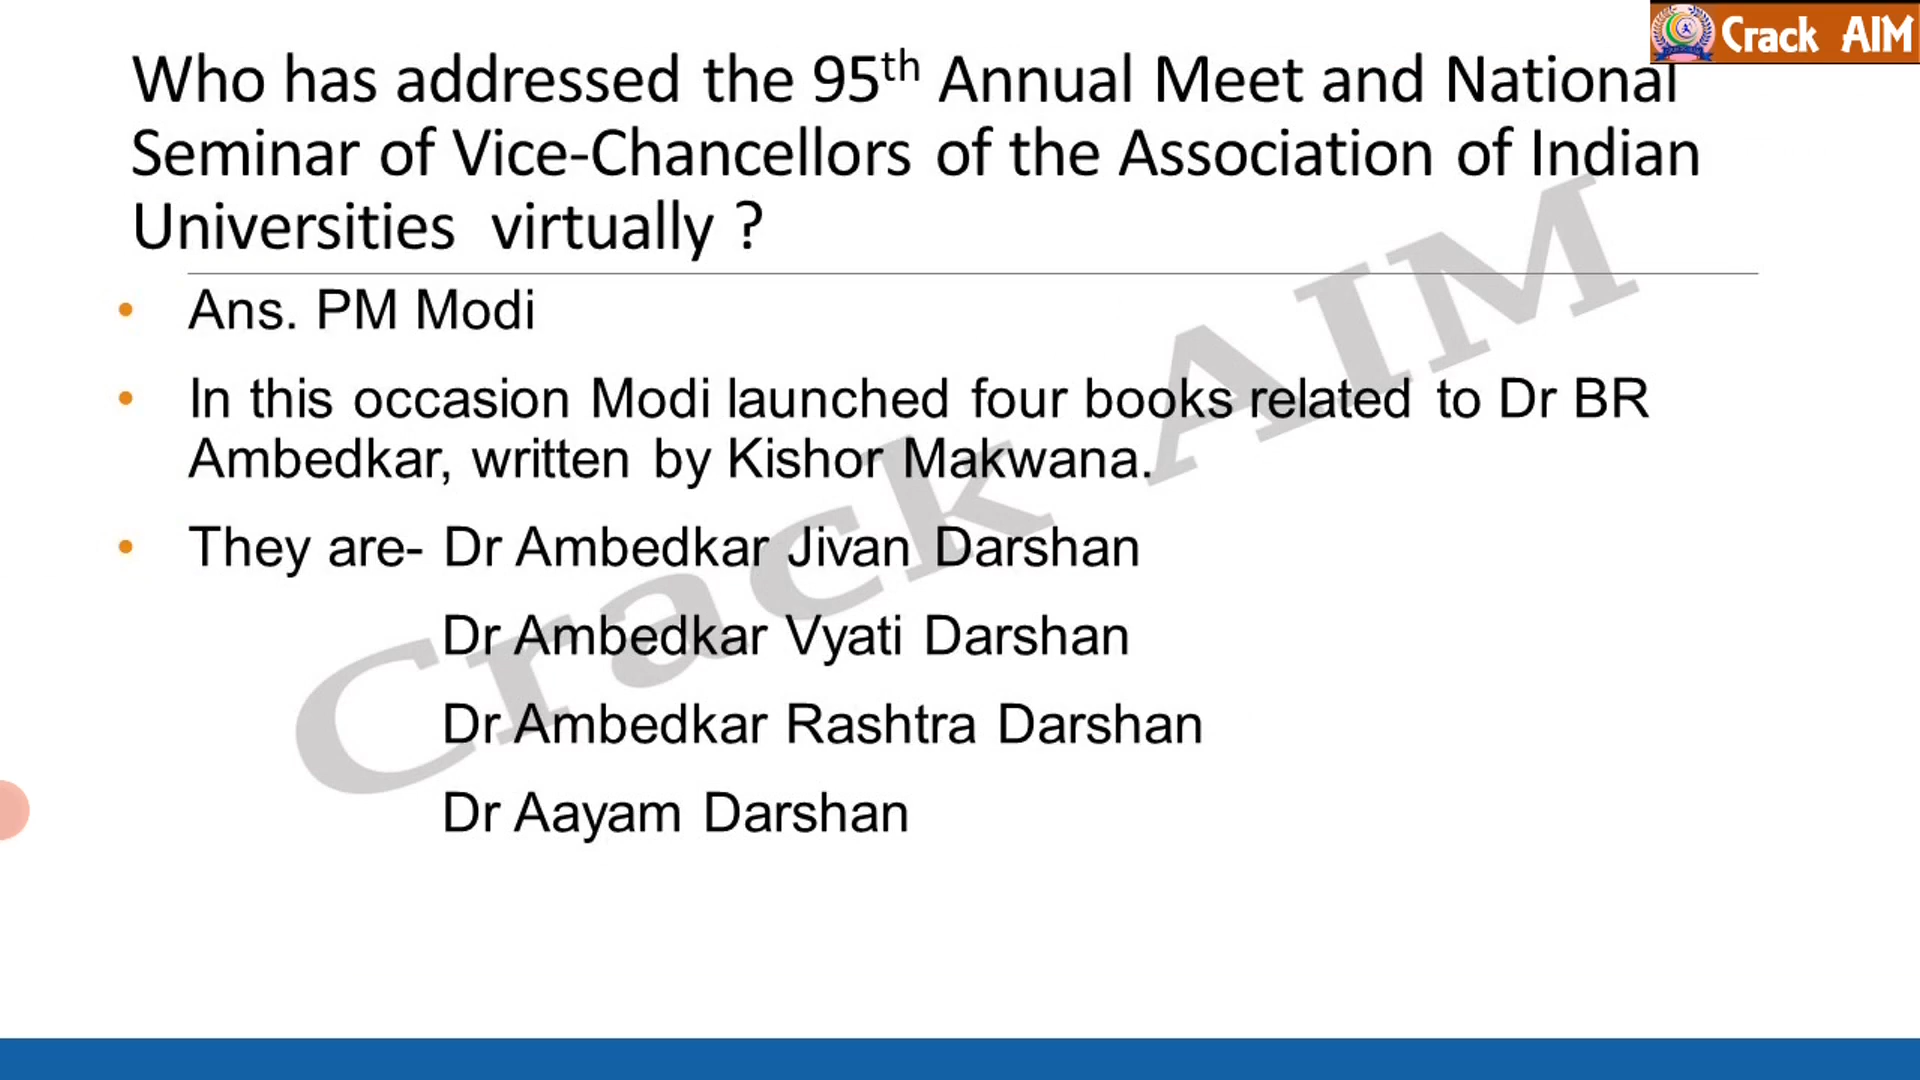 Crack AIM
Who has addressed the 95th Annual Meet and National
Seminar of Vice-Chancellors of the Association of Indian
Universities virtually ?
• Ans. PM Modi
• In this occasion Modi launched four books related to Dr BR
Ambedkar, written by Kishor Makwana.
• They are- Dr Ambedkar Jivan Darshan
Dr Ambedkar Vyati Darshan
Dr Ambedkar Rashtra Darshan
Dr Aayam Darshan
Crack AIM